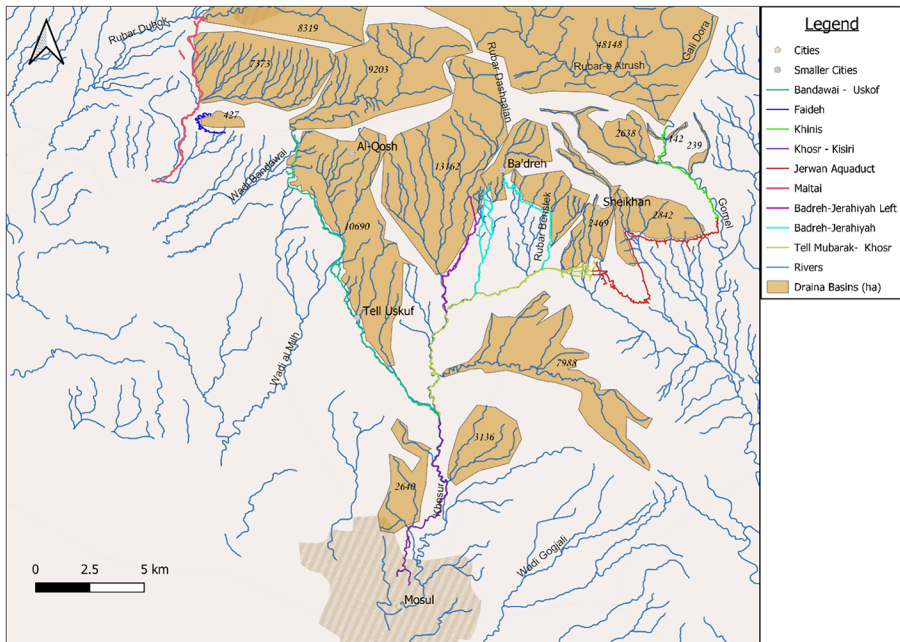 Rubar Duhok
8319
Rubar Dashqalan
48148
Gali Dora
Rubar-e Atrush
7373
9203
427
2638
442
239
Al-Qosh
13162
Ba'dreh
Wadi Bandawai
Rubar Baristek
Sheikhan
2842
Gomel
10690
2469
Tell Uskuf
Wadi al Milh
7988
3136
2640
Khosur
Wadi Gogjali
Mosul
0 2.5 5 km
Legend
Cities
Smaller Cities
Bandawai - Uskof
Faideh
Khinis
Khosr - Kisiri
Jerwan Aquaduct
Maltai
Badreh-Jerahiyah Left
Badreh-Jerahiyah
Tell Mubarak- Khosr
Rivers
Draina Basins (ha)